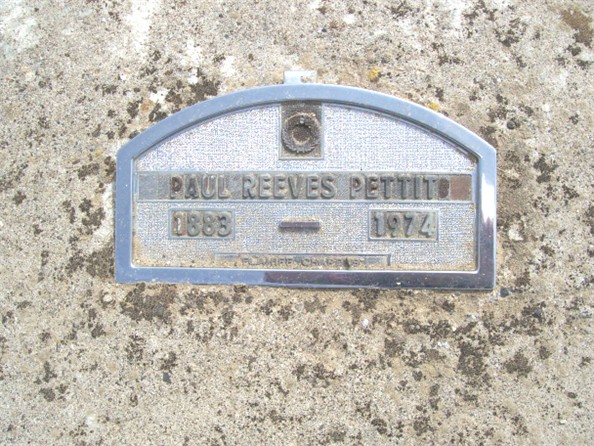 PAUL REEVES PETTIT
1883 — 1974